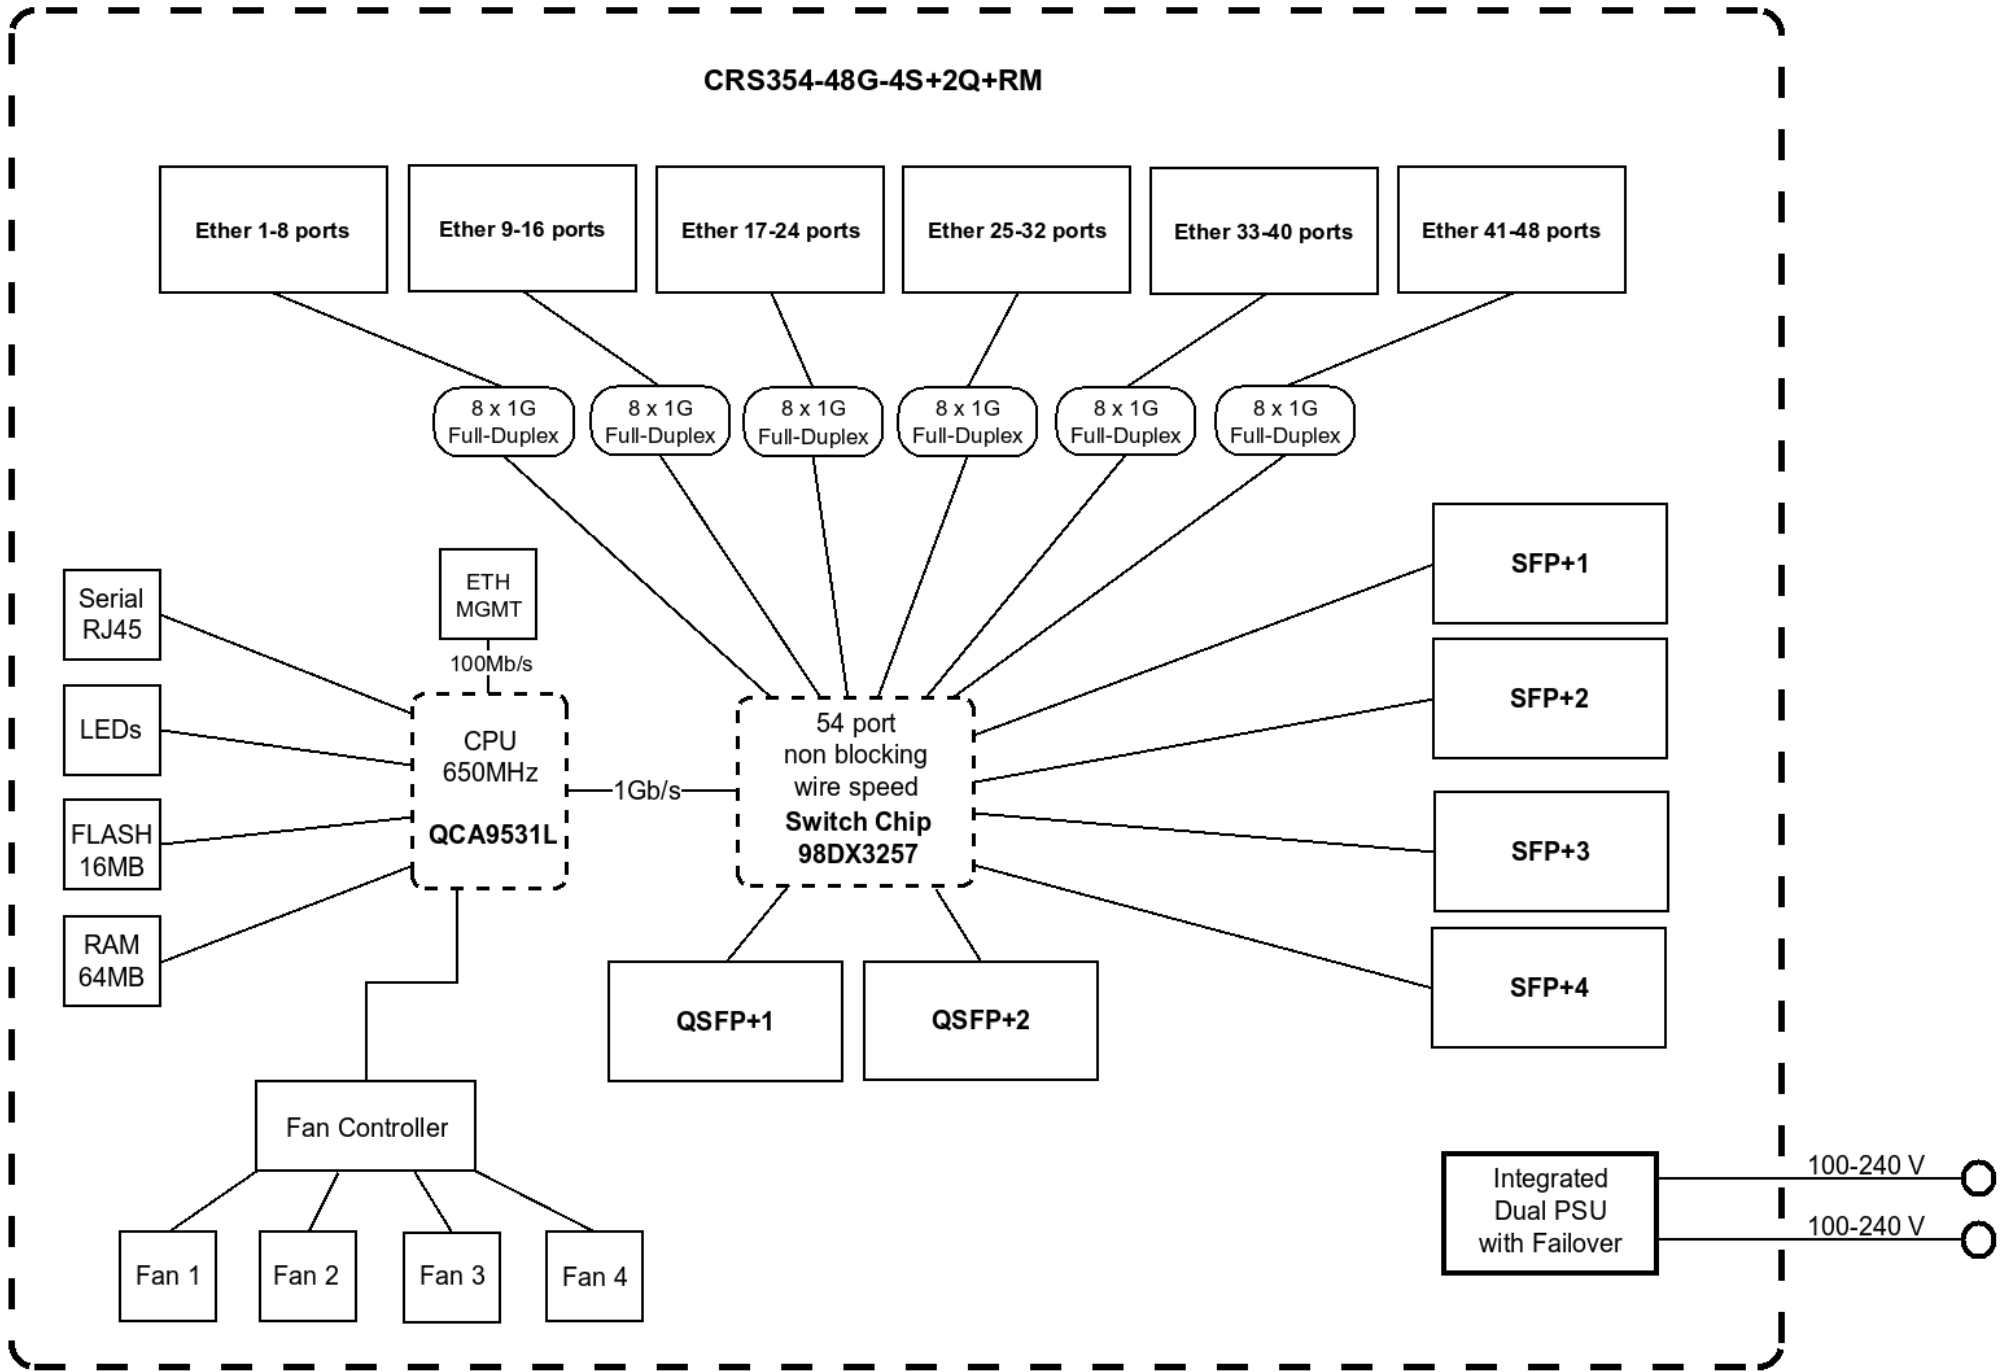 CRS354-48G-4S+2Q+RM
Ether 1-8 ports
Ether 9-16 ports
Ether 17-24 ports
Ether 25-32 ports
Ether 33-40 ports
Ether 41-48 ports
8 x 1G
Full-Duplex
8 x 1G
Full-Duplex
8 x 1G
Full-Duplex
8 x 1G
Full-Duplex
8 x 1G
Full-Duplex
8 x 1G
Full-Duplex
Serial
RJ45
LEDs
FLASH
16MB
RAM
64MB
ETH
MGMT
100Mb/s
CPU
650MHz
QCA9531L
1Gb/s
54 port
non blocking
wire speed
Switch Chip
98DX3257
SFP+1
SFP+2
SFP+3
SFP+4
QSFP+1
QSFP+2
Fan Controller
Fan 1
Fan 2
Fan 3
Fan 4
Integrated
Dual PSU
with Failover
100-240 V
100-240 V